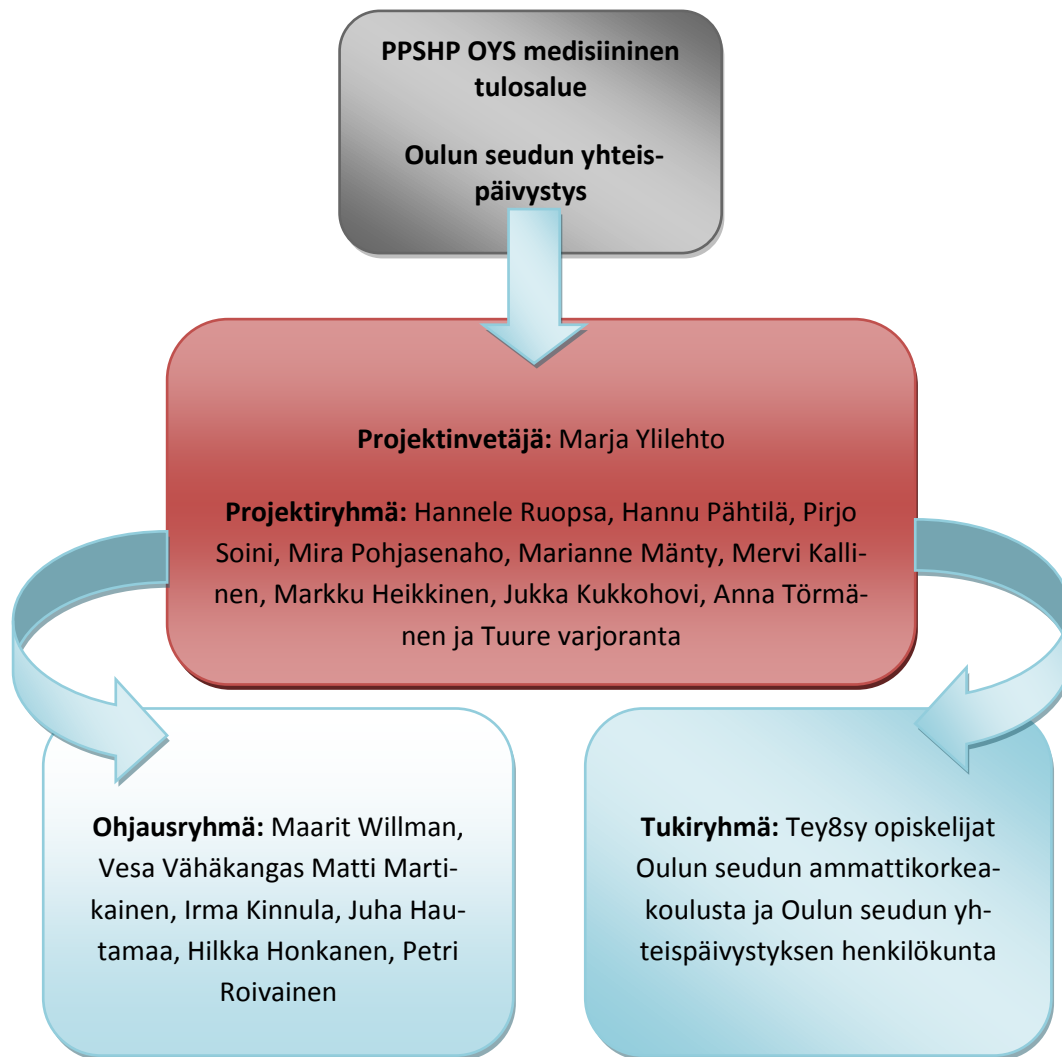 PPSHP OYS medisiininen
tulosalue
Oulun seudun yhteis-
päivystys
Projektinvetäjä: Marja Ylilehto
Projektiryhmä: Hannele Ruopsa, Hannu Pähtilä, Pirjo
Soini, Mira Pohjasenaho, Marianne Mänty, Mervi Kalli-
nen, Markku Heikkinen, Jukka Kukkohovi, Anna Törmä-
nen ja Tuure varjoranta
Ohjausryhmä: Maarit Willman,
Vesa Vähäkangas Matti Marti-
kainen, Irma Kinnula, Juha Hau-
tamaa, Hilkka Honkanen, Petri
Roivainen
Tukiryhmä: Tey8sy opiskelijat
Oulun seudun ammattikorkea-
koulusta ja Oulun seudun yh-
teispäivystyksen henkilökunta